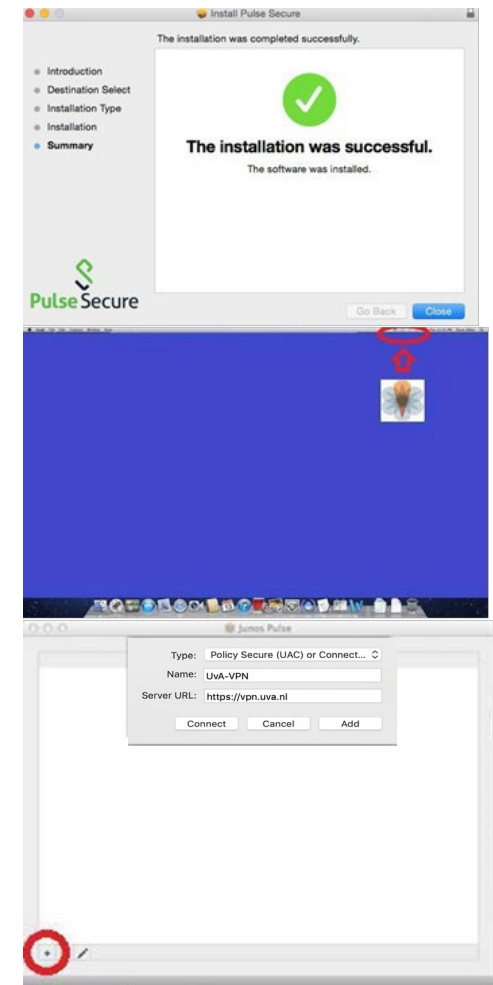 Install Pulse Secure
The installation was completed successfully.
Introduction
Destination Select
Installation Type
Installation
Summary
The installation was successful.
The software was installed.
Pulse Secure
Go Back
Close
Junos Pulse
Type: Policy Secure (UAC) or Connect...
Name: UvA-VPN
Server URL: https://vpn.uva.nl
Connect Cancel Add